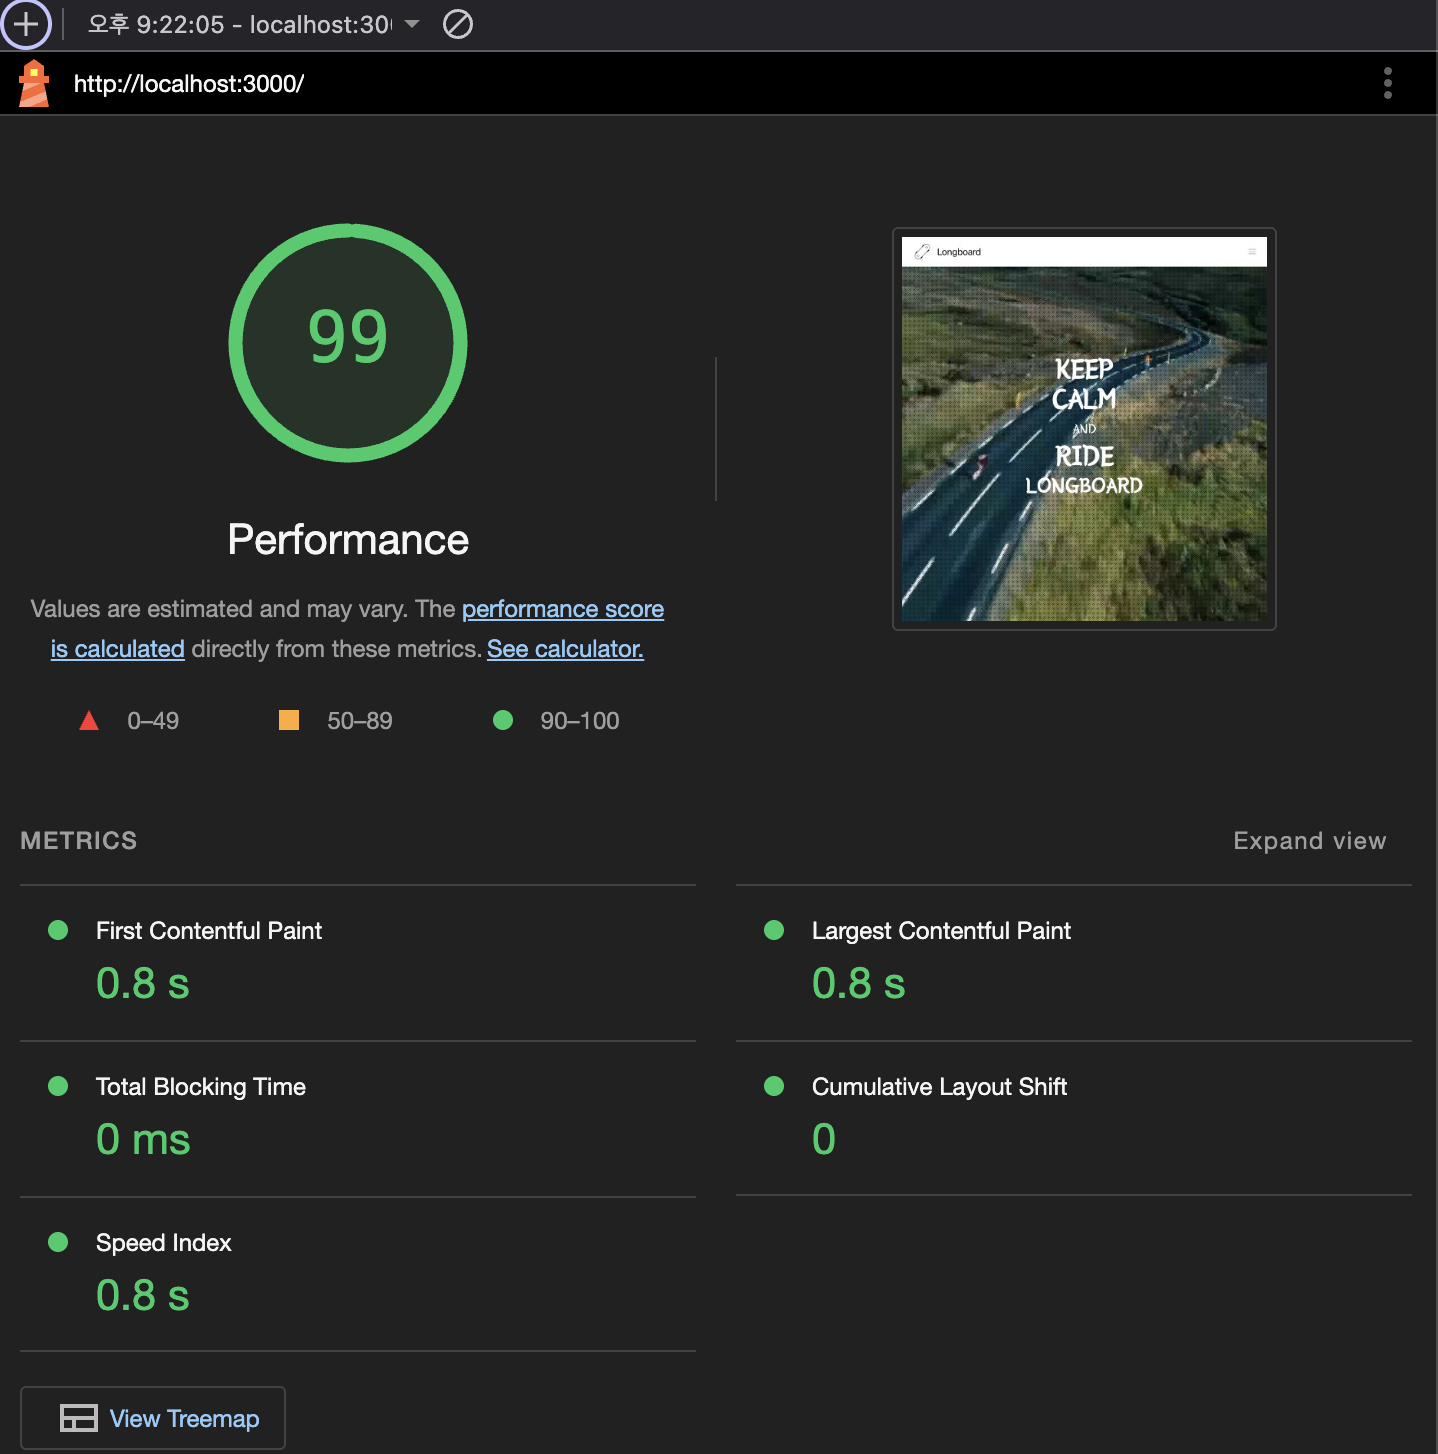 오후 9:22:05 - localhost:30
http://localhost:3000/
99
Performance
Values are estimated and may vary. The performance score
is calculated directly from these metrics. See calculator.
0–49
50–89
90–100
Longboard
KEEP
CALM
AND
RIDE
LONGBOARD
METRICS
Expand view
First Contentful Paint
0.8 s
Largest Contentful Paint
0.8 s
Total Blocking Time
0 ms
Cumulative Layout Shift
0
Speed Index
0.8 s
View Treemap